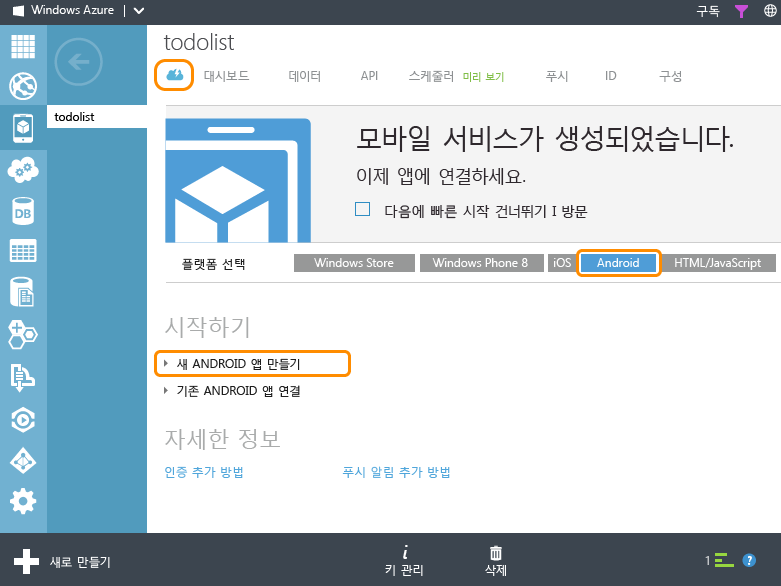 Windows Azure
구독
todolist
대시보드 데이터 API 스케줄러 미리 보기 푸시 ID 구성
todolist
모바일 서비스가 생성되었습니다.
이제 앱에 연결하세요.
다음에 빠른 시작 건너뛰기 I 방문
플랫폼 선택 Windows Store Windows Phone 8 iOS Android HTML/JavaScript
시작하기
새 ANDROID 앱 만들기
기존 ANDROID 앱 연결
자세한 정보
인증 추가 방법 푸시 알림 추가 방법
DB
새로 만들기
키 관리
삭제
1
?